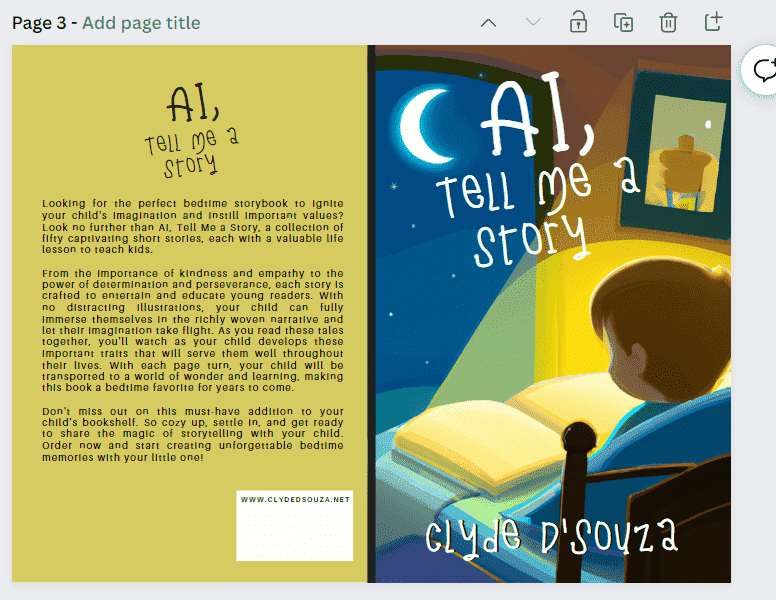 Page 3 - Add page title
AI,
Tell me a
Story
Looking for the perfect bedtime storybook to ignite
your child's imagination and instill important values?
Look no further than AI, Tell Me a Story, a collection of
fifty captivating short stories, each with a valuable life
lesson to teach kids.
From the importance of kindness and empathy to the
power of determination and perseverance, each story is
crafted to entertain and educate young readers. With
no distracting illustrations, your child can fully
immerse themselves in the richly woven narrative and
let their imagination take flight. As you read these tales
together, you'll watch as your child develops these
important traits that will serve them well throughout
their lives. With each page turn, your child will be
transported to a world of wonder and learning, making
this book a bedtime favorite for years to come.
Don't miss out on this must-have addition to your
child's bookshelf. So cozy up, settle in, and get ready
to share the magic of storytelling with your child.
Order now and start creating unforgettable bedtime
memories with your little one!
WWW.CLYDEDSOUZA.NET
AI,
Tell me a
Story
Clyde D'Souza